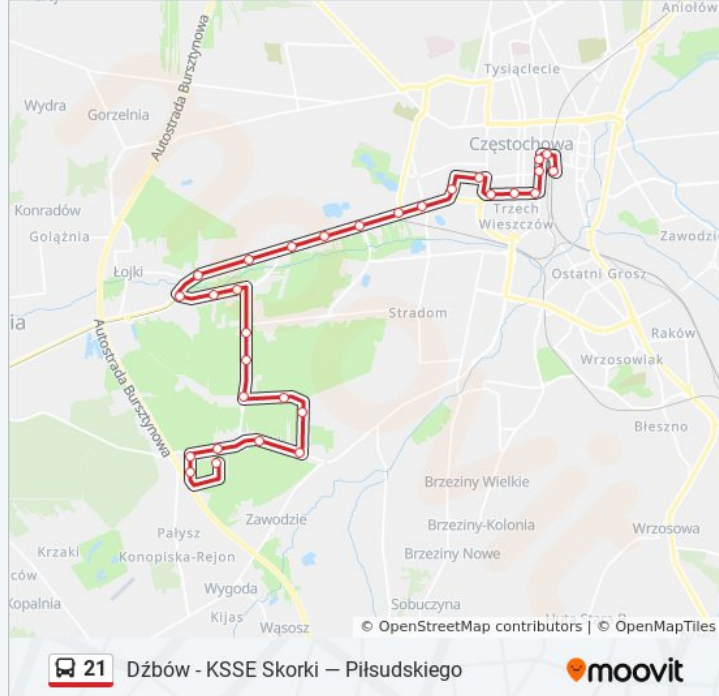 Aniołów
Tysiąclecie
Wydra
Gorzelnia
Autostrada Bursztynowa
Częstochowa
Konradów
Golążnia
Trzech
Wieszczów
Zawodzie
Łojki
Ostatni Grosz
nia
Stradom
Raków
Wrzosowiak
Autostrada Bursztynowa
Błeszno
Brzeziny Wielkie
Zawodzie
Brzeziny-Kolonia
Wrzosowa
Pałysz
Krzaki
Konopiska-Rejon
Brzeziny Nowe
ców
Wygoda
Kopalnia
Kijas
Sobuczyna
Wąsosz
© OpenStreetMap contributors | © OpenMapTiles
21 Dźbów - KSSE Skorki — Piłsudskiego
moovit